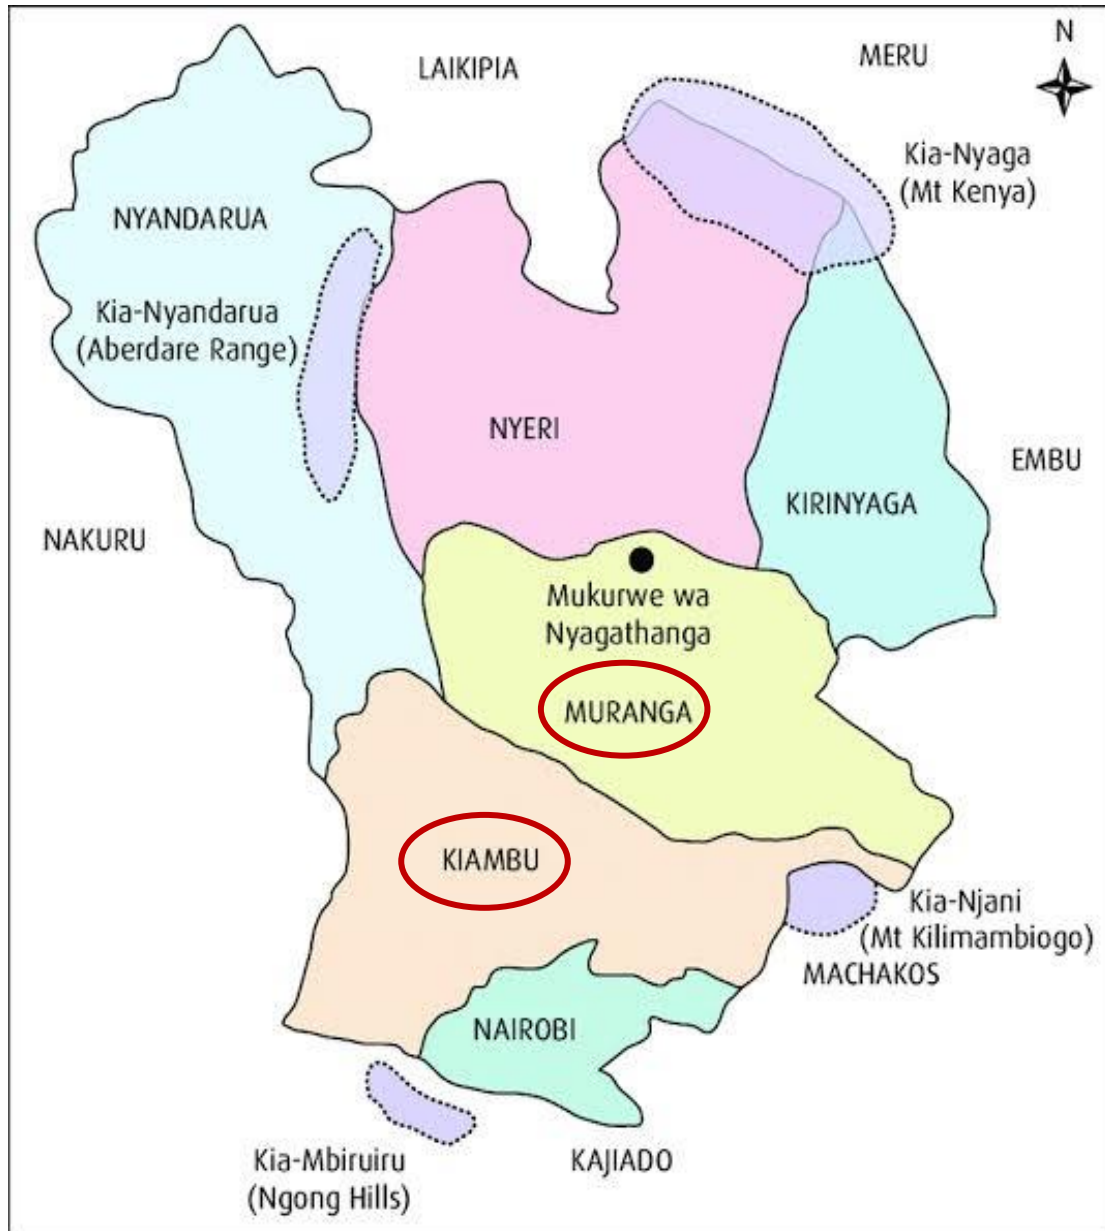 N
LAIKIPIA
MERU
Kia-Nyaga
(Mt Kenya)
NYANDARUA
Kia-Nyandarua
(Aberdare Range)
NYERI
EMBU
KIRINYAGA
NAKURU
Mukurwe wa
Nyagathanga
MURANGA
KIAMBU
Kia-Njani
(Mt Kilimambiogo)
MACHAKOS
NAIROBI
Kia-Mbiruiru
(Ngong Hills)
KAJIADO